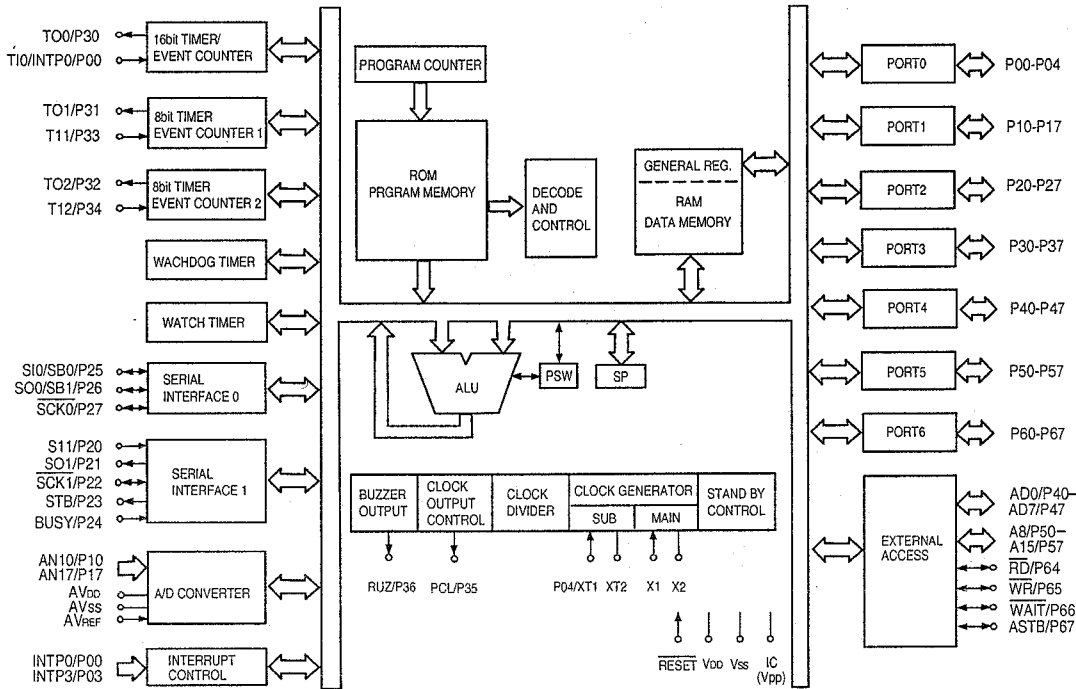 TO0/P30
TI0/INTP0/P00
16bit TIMER/
EVENT COUNTER
TO1/P31
T11/P33
8bit TIMER
EVENT COUNTER 1
TO2/P32
T12/P34
8bit TIMER
EVENT COUNTER 2
WACHDOG TIMER
WATCH TIMER
SI0/SB0/P25
SO0/SB1/P26
SCK0/P27
SERIAL
INTERFACE 0
S11/P20
SO1/P21
SCK1/P22
STB/P23
BUSY/P24
SERIAL
INTERFACE 1
AN10/P10
AN17/P17
AVDD
AVSS
AVREF
A/D CONVERTER
INTP0/P00
INTP3/P03
INTERRUPT
CONTROL
PROGRAM COUNTER
ROM
PRGRAM MEMORY
DECODE
AND
CONTROL
GENERAL REG.
RAM
DATA MEMORY
ALU
PSW
SP
BUZZER
OUTPUT
CLOCK
OUTPUT
CONTROL
CLOCK
DIVIDER
CLOCK GENERATOR
SUB
MAIN
STAND BY
CONTROL
RUZ/P36
PCL/P35
P04/XT1
XT2
X1
X2
RESET
VDD
VSS
IC
(VPP)
PORT0
P00-P04
PORT1
P10-P17
PORT2
P20-P27
PORT3
P30-P37
PORT4
P40-P47
PORT5
P50-P57
PORT6
P60-P67
EXTERNAL
ACCESS
AD0/P40–
AD7/P47
A8/P50–
A15/P57
RD/P64
WR/P65
WAIT/P66
ASTB/P67